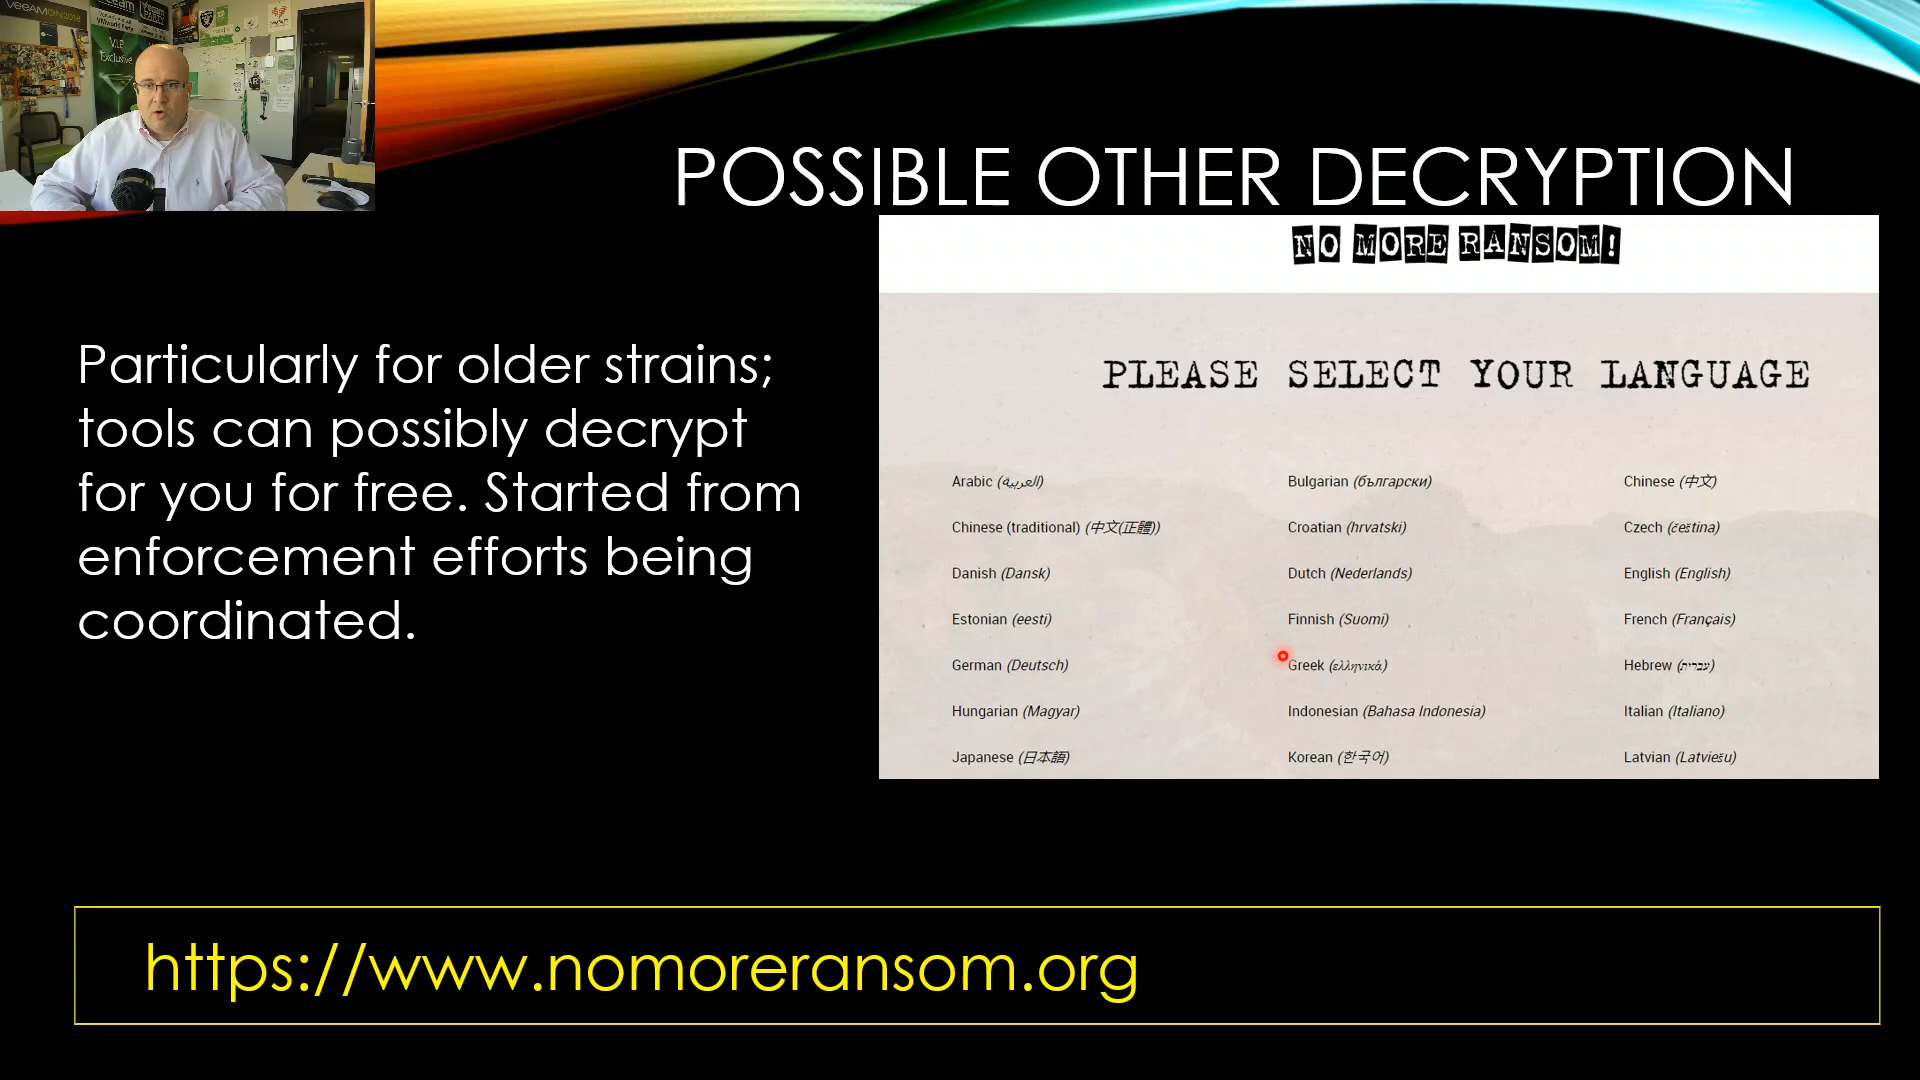 VEEAMON2018
VMworld Party
V.I.P
Exclusive
POSSIBLE OTHER DECRYPTION
NO MORE RANSOM!
PLEASE SELECT YOUR LANGUAGE
Particularly for older strains;
tools can possibly decrypt
for you for free. Started from
enforcement efforts being
coordinated.
Arabic (العربية) Bulgarian (български) Chinese (中文)
Chinese (traditional) (中文(正體)) Croatian (hrvatski) Czech (čeština)
Danish (Dansk) Dutch (Nederlands) English (English)
Estonian (eesti) Finnish (Suomi) French (Français)
German (Deutsch) Greek (ελληνικά) Hebrew (עברית)
Hungarian (Magyar) Indonesian (Bahasa Indonesia) Italian (Italiano)
Japanese (日本語) Korean (한국어) Latvian (Latviešu)
https://www.nomoreransom.org